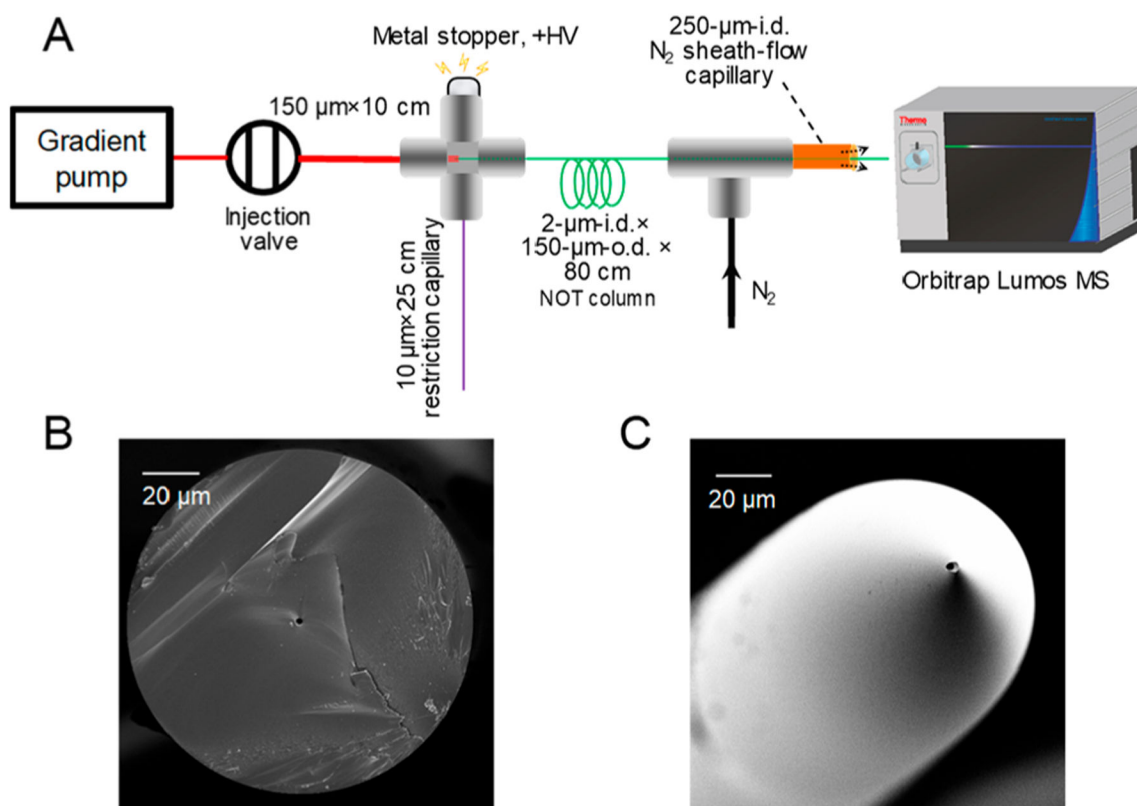 A
Metal stopper, +HV
250-µm-i.d.
N₂ sheath-flow
capillary
150 µm×10 cm
Gradient
pump
Injection
valve
10 µm×25 cm
restriction capillary
2-µm-i.d.×
150-µm-o.d. ×
80 cm
NOT column
N₂
Thermo
Orbitrap Lumos MS
B
20 µm
C
20 µm